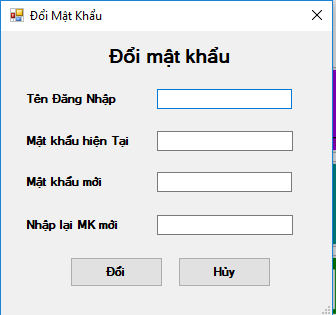 Đổi Mật Khẩu
Đổi mật khẩu
Tên Đăng Nhập
Mật khẩu hiện Tại
Mật khẩu mới
Nhập lại MK mới
Đổi Hủy